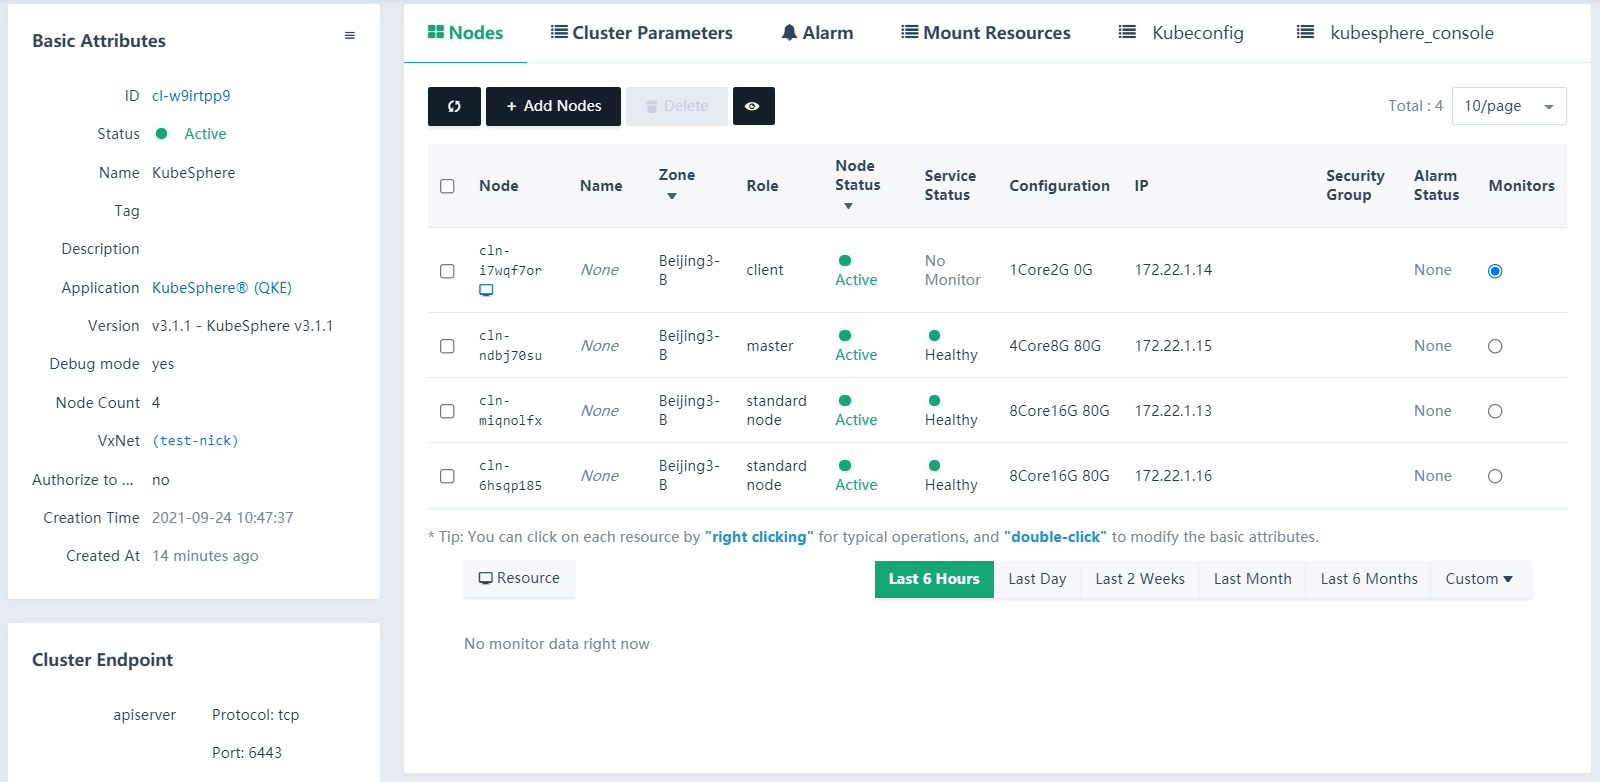 Basic Attributes
ID cl-w9irtpp9
Status Active
Name KubeSphere
Tag
Description
Application KubeSphere® (QKE)
Version v3.1.1 - KubeSphere v3.1.1
Debug mode yes
Node Count 4
VxNet (test-nick)
Authorize to ... no
Creation Time 2021-09-24 10:47:37
Created At 14 minutes ago
Cluster Endpoint
apiserver Protocol: tcp
Port: 6443
Nodes Cluster Parameters Alarm Mount Resources Kubeconfig kubesphere_console
+ Add Nodes Delete Total : 4 10/page
Node Name Zone Role Node Status Service Status Configuration IP Security Group Alarm Status Monitors
cln-i7wqf7or None Beijing3-B client Active No Monitor 1Core2G 0G 172.22.1.14 None
cln-ndbj70su None Beijing3-B master Active Healthy 4Core8G 80G 172.22.1.15 None
cln-miqnolfx None Beijing3-B standard node Active Healthy 8Core16G 80G 172.22.1.13 None
cln-6hsqp185 None Beijing3-B standard node Active Healthy 8Core16G 80G 172.22.1.16 None
* Tip: You can click on each resource by "right clicking" for typical operations, and "double-click" to modify the basic attributes.
Resource Last 6 Hours Last Day Last 2 Weeks Last Month Last 6 Months Custom
No monitor data right now